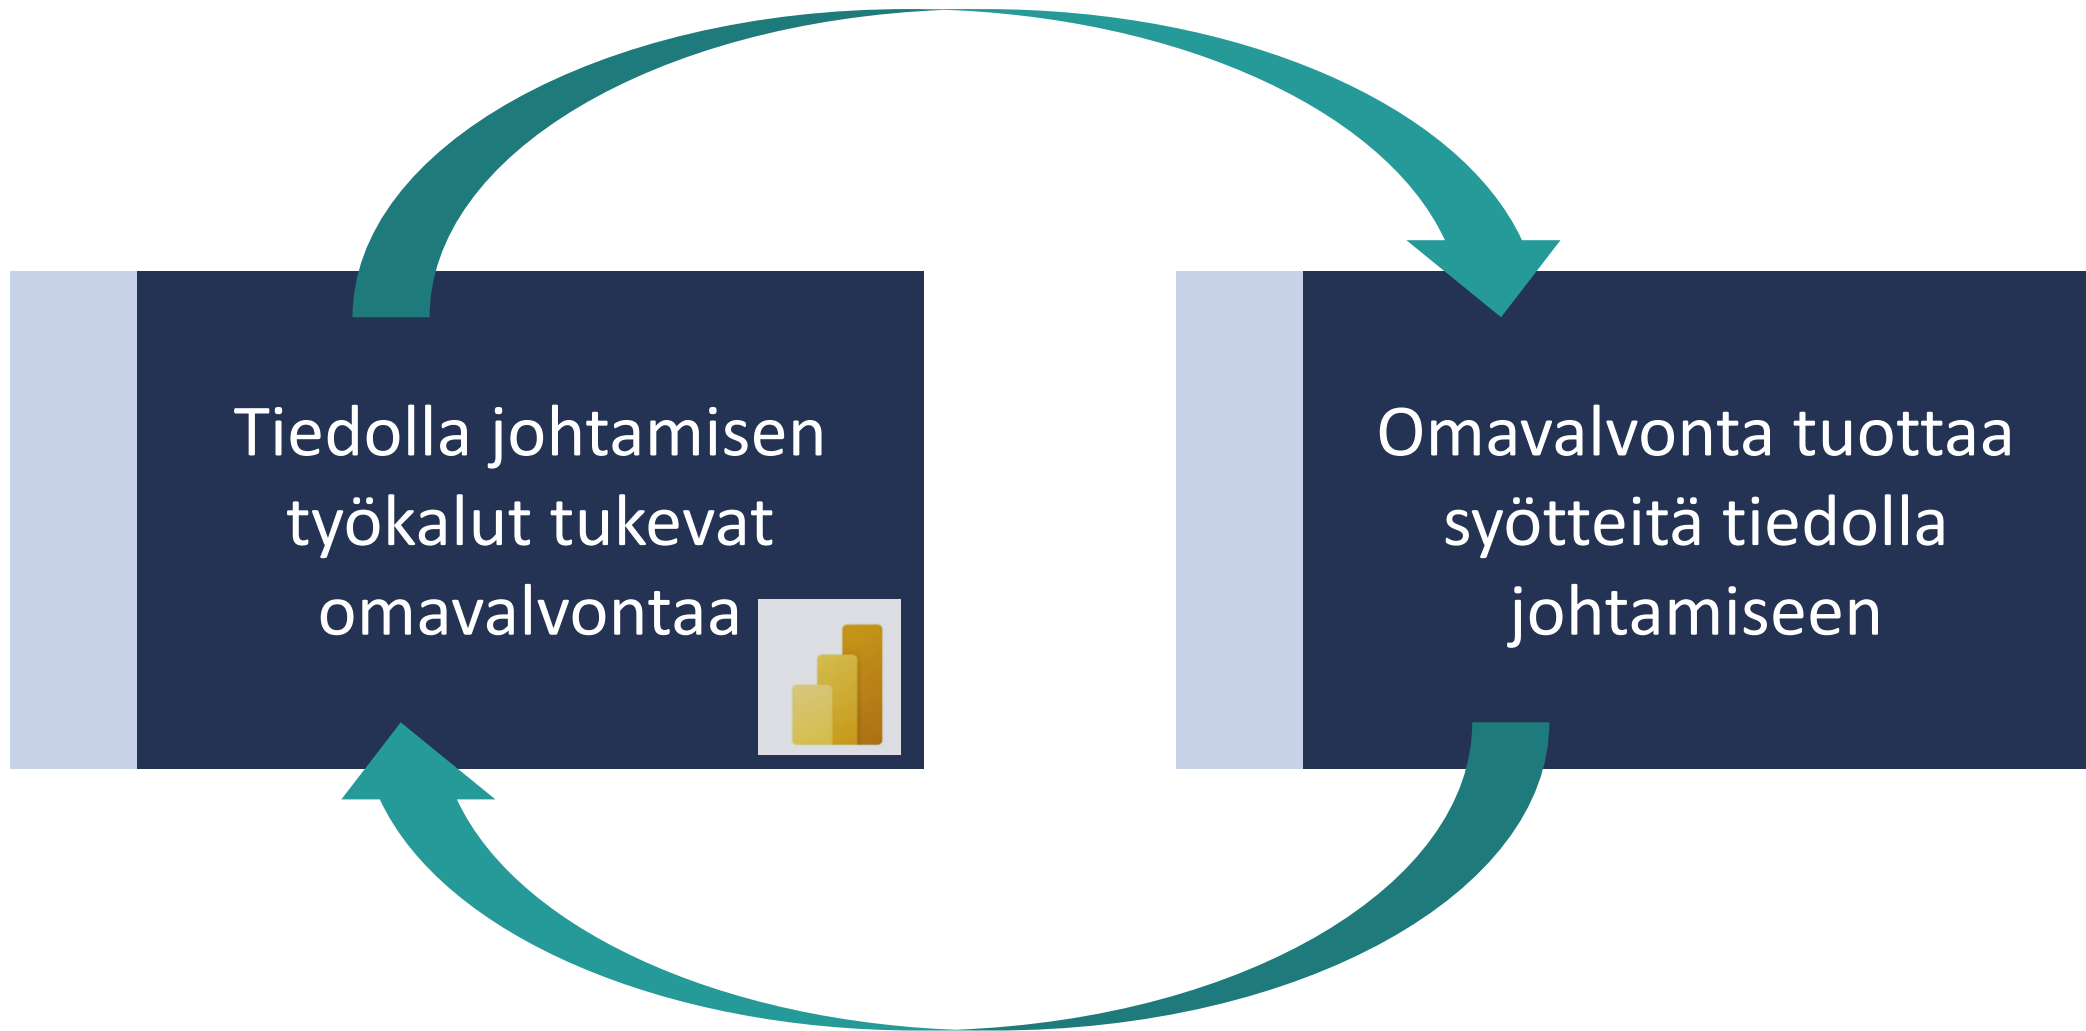 Tiedolla johtamisen
työkalut tukevat
omavalvontaa
Omavalvonta tuottaa
syötteitä tiedolla
johtamiseen